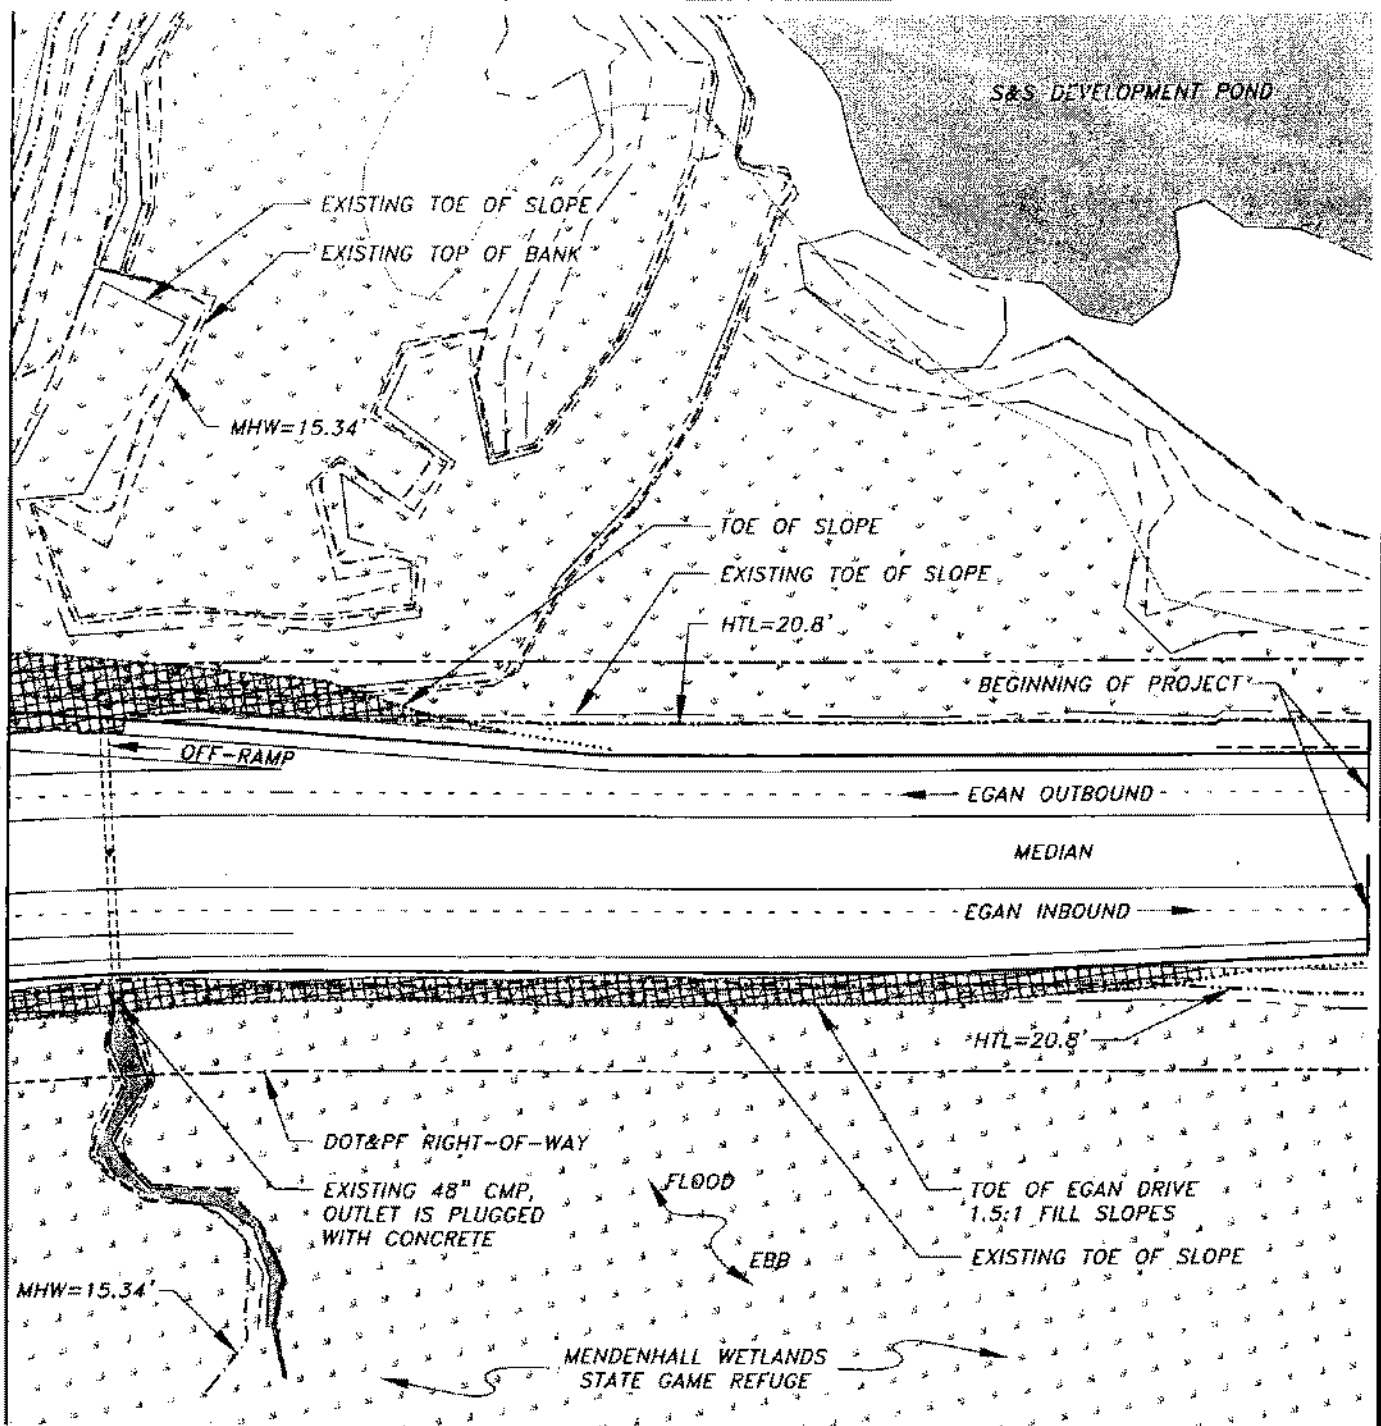 S&S DEVELOPMENT POND
EXISTING TOE OF SLOPE
EXISTING TOP OF BANK
MHW=15.34'
TOE OF SLOPE
EXISTING TOE OF SLOPE
HTL=20.8'
BEGINNING OF PROJECT
OFF-RAMP
EGAN OUTBOUND
MEDIAN
EGAN INBOUND
HTL=20.8'
DOT&PF RIGHT-OF-WAY
EXISTING 48" CMP,
OUTLET IS PLUGGED
WITH CONCRETE
FLOOD
EBB
TOE OF EGAN DRIVE
1.5:1 FILL SLOPES
EXISTING TOE OF SLOPE
MHW=15.34'
MENDENHALL WETLANDS
STATE GAME REFUGE